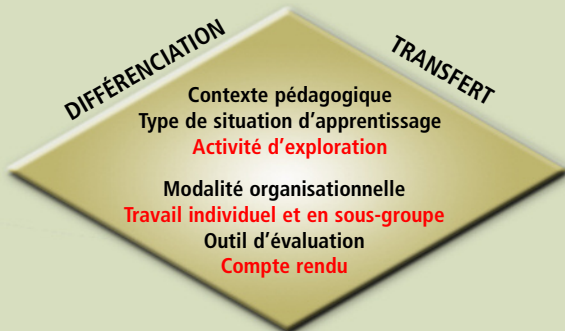 DIFFÉRENCIATION
TRANSFERT
Contexte pédagogique
Type de situation d'apprentissage
Activité d'exploration
Modalité organisationnelle
Travail individuel et en sous-groupe
Outil d'évaluation
Compte rendu